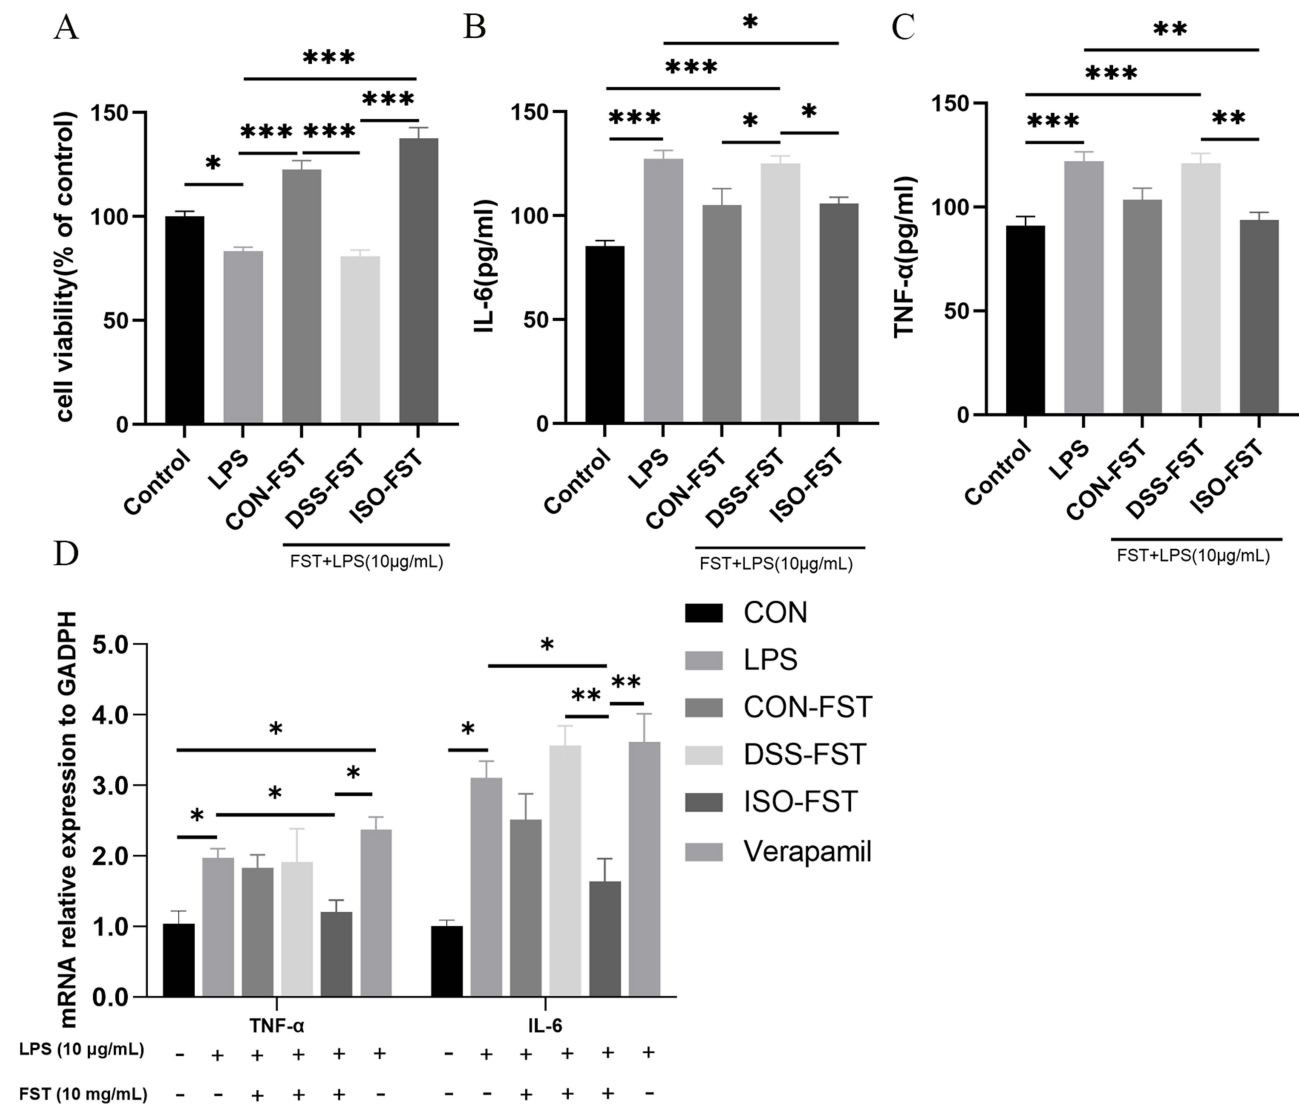 A
cell viability(% of control)
150
100
50
0
***
***
***
***
*
Control
LPS
CON-FST
DSS-FST
ISO-FST
FST+LPS(10μg/mL)
B
IL-6(pg/ml)
150
100
50
0
*
***
***
*
*
Control
LPS
CON-FST
DSS-FST
ISO-FST
FST+LPS(10μg/mL)
C
TNF-α(pg/ml)
150
100
50
0
**
***
***
**
Control
LPS
CON-FST
DSS-FST
ISO-FST
FST+LPS(10μg/mL)
D
mRNA relative expression to GADPH
5.0
4.0
3.0
2.0
1.0
0.0
*
*
*
*
*
**
**
*
TNF-α
IL-6
LPS (10 μg/mL) - + + + + + - + + + + +
FST (10 mg/mL) - - + + + - - - + + + -
CON
LPS
CON-FST
DSS-FST
ISO-FST
Verapamil